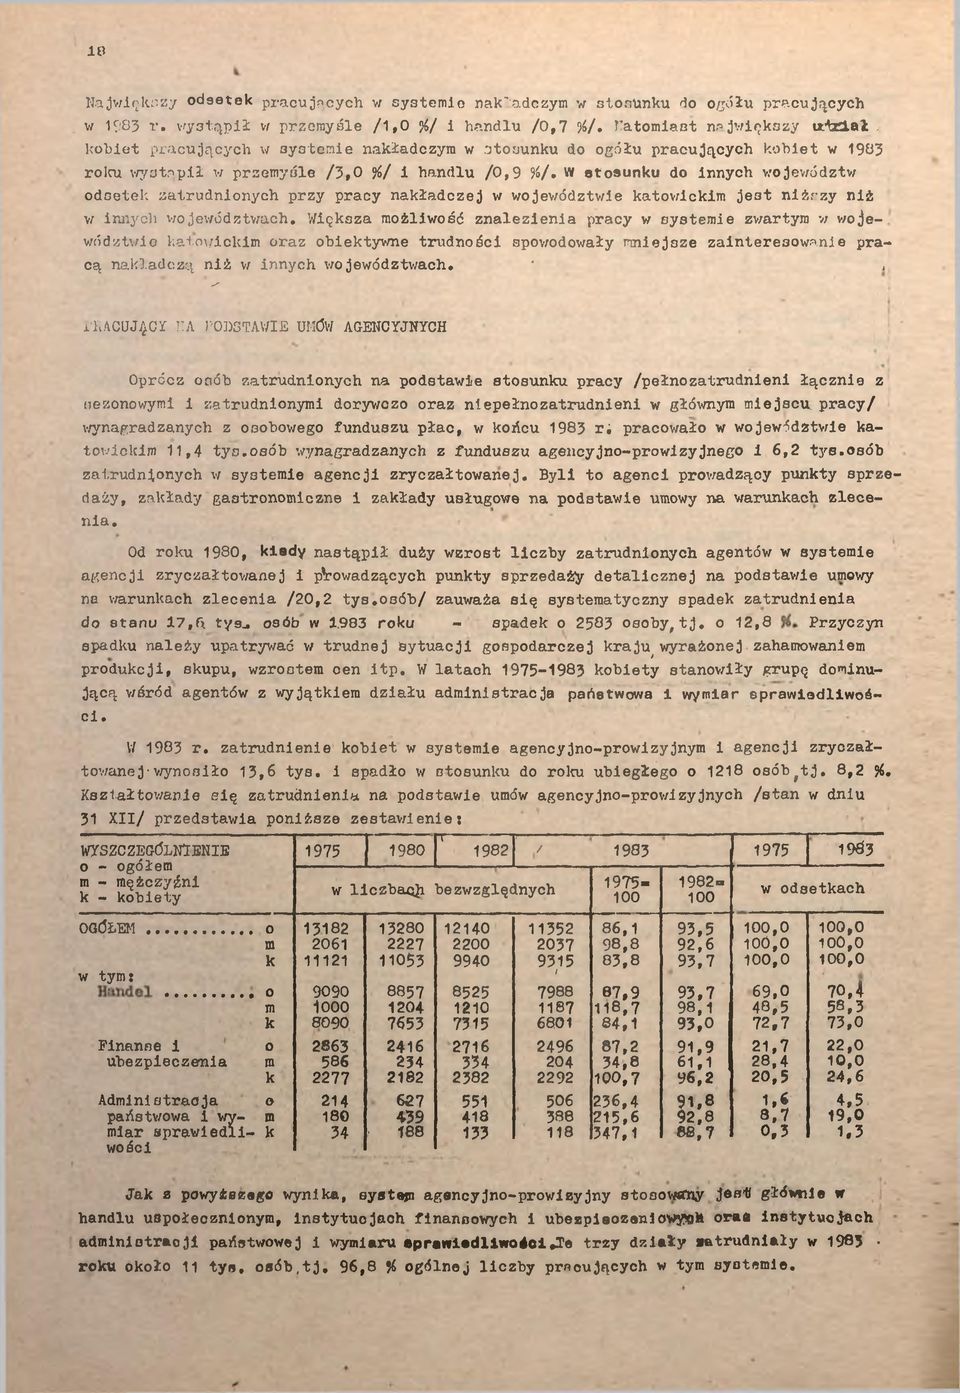 18
Największy odsetek pracujących w systemie nakładczym w stosunku do ogółu pracujących
w 1983 r. wystąpił w przemyśle /1,0 %/ i handlu /0,7 %/. Natomiast największy udział
kobiet pracujących w systemie nakładczym w stosunku do ogółu pracujących kobiet w 1983
roku wystąpił w przemyśle /3,0 %/ i handlu /0,9 %/. W stosunku do innych województw
odsetek zatrudnionych przy pracy nakładczej w województwie katowickim jest niższy niż
w innych województwach. Większa możliwość znalezienia pracy w systemie zwartym w woje-
wództwie katowickim oraz obiektywne trudności spowodowały mniejsze zainteresowanie pra-
cą nakładczą niż w innych województwach.
PRACUJĄCY NA PODSTAWIE UMÓW AGENCYJNYCH
Oprócz osób zatrudnionych na podstawie stosunku pracy /pełnozatrudnieni łącznie z
sezonowymi i zatrudnionymi dorywczo oraz niepełnozatrudnieni w głównym miejscu pracy/
wynagradzanych z osobowego funduszu płac, w końcu 1983 r. pracowało w województwie ka-
towickim 11,4 tys.osób wynagradzanych z funduszu agencyjno-prowizyjnego i 6,2 tys.osób
zatrudnionych w systemie agencji zryczałtowanej. Byli to agenci prowadzący punkty sprze-
daży, zakłady gastronomiczne i zakłady usługowe na podstawie umowy na warunkach zlece-
nia.
Od roku 1980, kiedy nastąpił duży wzrost liczby zatrudnionych agentów w systemie
agencji zryczałtowanej i prowadzących punkty sprzedaży detalicznej na podstawie umowy
na warunkach zlecenia /20,2 tys.osób/ zauważa się systematyczny spadek zatrudnienia
do stanu 17,6 tys. osób w 1983 roku - spadek o 2583 osoby, tj. o 12,8 %. Przyczyn
spadku należy upatrywać w trudnej sytuacji gospodarczej kraju, wyrażonej zahamowaniem
produkcji, skupu, wzrostem cen itp. W latach 1975-1983 kobiety stanowiły grupę dominu-
jącą wśród agentów z wyjątkiem działu administracja państwowa i wymiar sprawiedliwoś-
ci.
W 1983 r. zatrudnienie kobiet w systemie agencyjno-prowizyjnym i agencji zryczał-
towanej wynosiło 13,6 tys. i spadło w stosunku do roku ubiegłego o 1218 osób, tj. 8,2 %.
Kształtowanie się zatrudnienia na podstawie umów agencyjno-prowizyjnych /stan w dniu
31 XII/ przedstawia poniższe zestawienie:
WYSZCZEGÓLNIENIE 1975 1980 1982 1983 1975 1983
o - ogółem
m - mężczyźni w liczbach bezwzględnych 1975= 1982= w odsetkach
k - kobiety 100 100
OGÓŁEM ............ o 13182 13280 12140 11352 86,1 93,5 100,0 100,0
m 2061 2227 2200 2037 98,8 92,6 100,0 100,0
k 11121 11053 9940 9315 83,8 93,7 100,0 100,0
w tym:
Handel .......... o 9090 8857 8525 7988 87,9 93,7 69,0 70,4
m 1000 1204 1210 1187 118,7 98,1 48,5 58,3
k 8090 7653 7315 6801 84,1 93,0 72,7 73,0
Finanse i o 2863 2416 2716 2496 87,2 91,9 21,7 22,0
ubezpieczenia m 586 234 334 204 34,8 61,1 28,4 10,0
k 2277 2182 2382 2292 100,7 96,2 20,5 24,6
Administracja o 214 627 551 506 236,4 91,8 1,6 4,5
państwowa i wy- m 180 439 418 388 215,6 92,8 8,7 19,0
miar sprawiedli- k 34 188 133 118 347,1 88,7 0,3 1,3
wości
Jak z powyższego wynika, system agencyjno-prowizyjny stosowany jest głównie w
handlu uspołecznionym, instytucjach finansowych i ubezpieczeniowych oraz instytucjach
administracji państwowej i wymiaru sprawiedliwości.Te trzy działy zatrudniały w 1983
roku około 11 tys. osób,tj. 96,8 % ogólnej liczby pracujących w tym systemie.